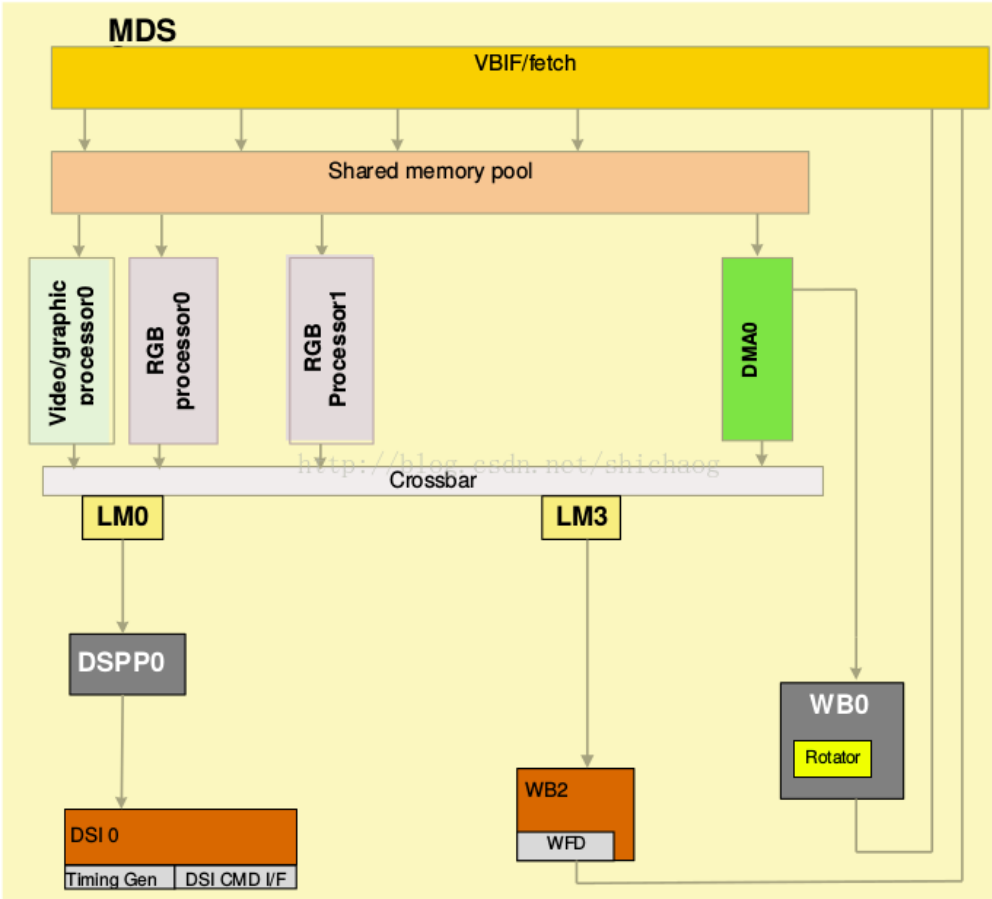 MDS
VBIF/fetch
Shared memory pool
Video/graphic
processor0
RGB
processor0
RGB
Processor1
DMA0
http://blog.csdn.net/shichaog
Crossbar
LM0
LM3
DSPP0
WB0
Rotator
WB2
WFD
DSI 0
Timing Gen
DSI CMD I/F